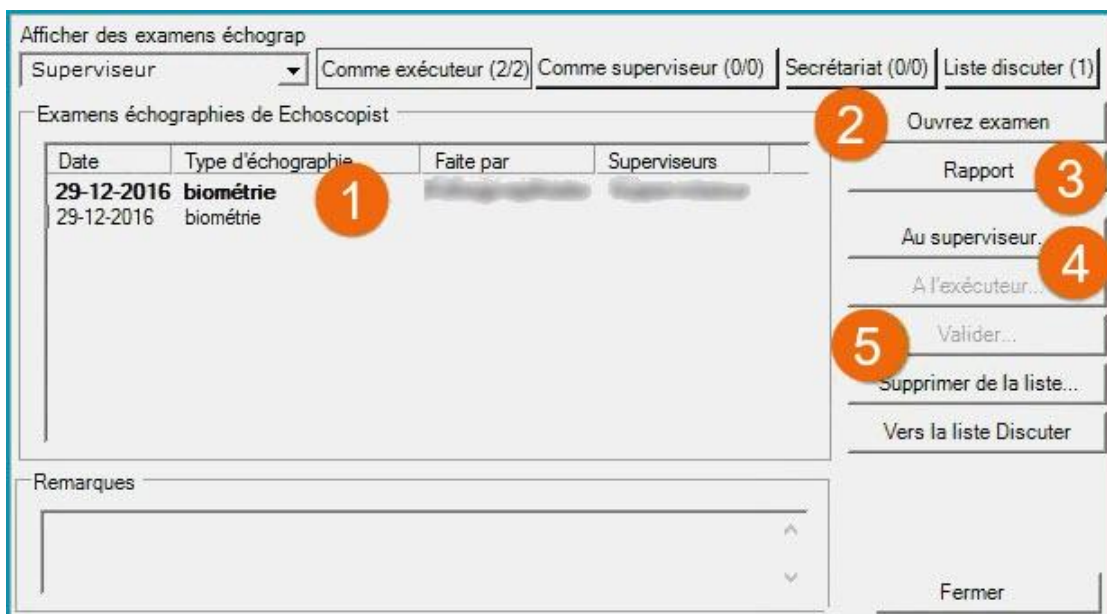 Afficher des examens échograp
Superviseur
Comme exécuteur (2/2) Comme superviseur (0/0) Secrétariat (0/0) Liste discuter (1)
Examens échographies de Echoscopist
Date Type d'échographie Faite par Superviseurs
29-12-2016 biométrie
29-12-2016 biométrie
1
2
Ouvrez examen
Rapport
3
Au superviseur.
4
A l'exécuteur...
Valider...
5
Supprimer de la liste...
Vers la liste Discuter
Remarques
Fermer